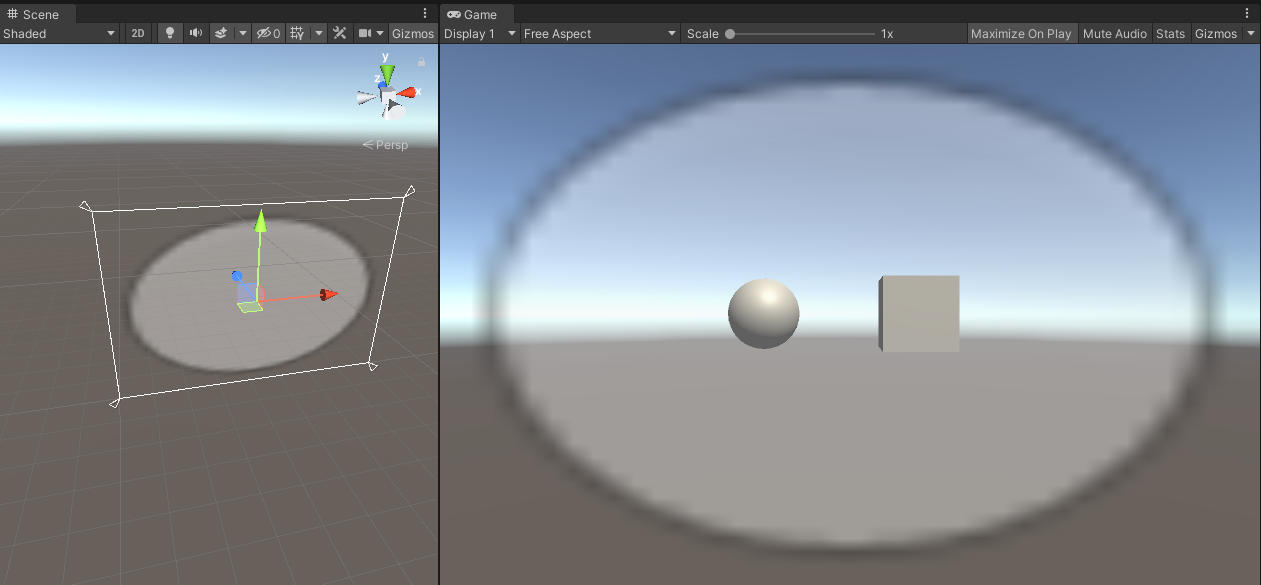 Scene
Shaded 2D 0 Gizmos
y
z x
Persp
Game
Display 1 Free Aspect Scale 1x Maximize On Play Mute Audio Stats Gizmos